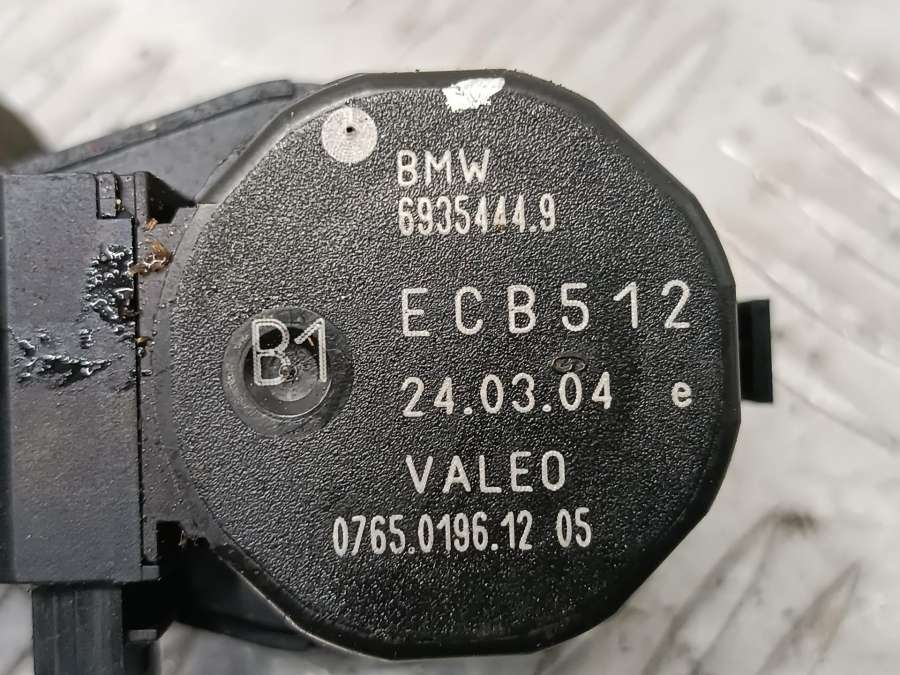 BMW
6935444.9
ECB512
B1
24.03.04 e
VALEO
0765.0196.12 05